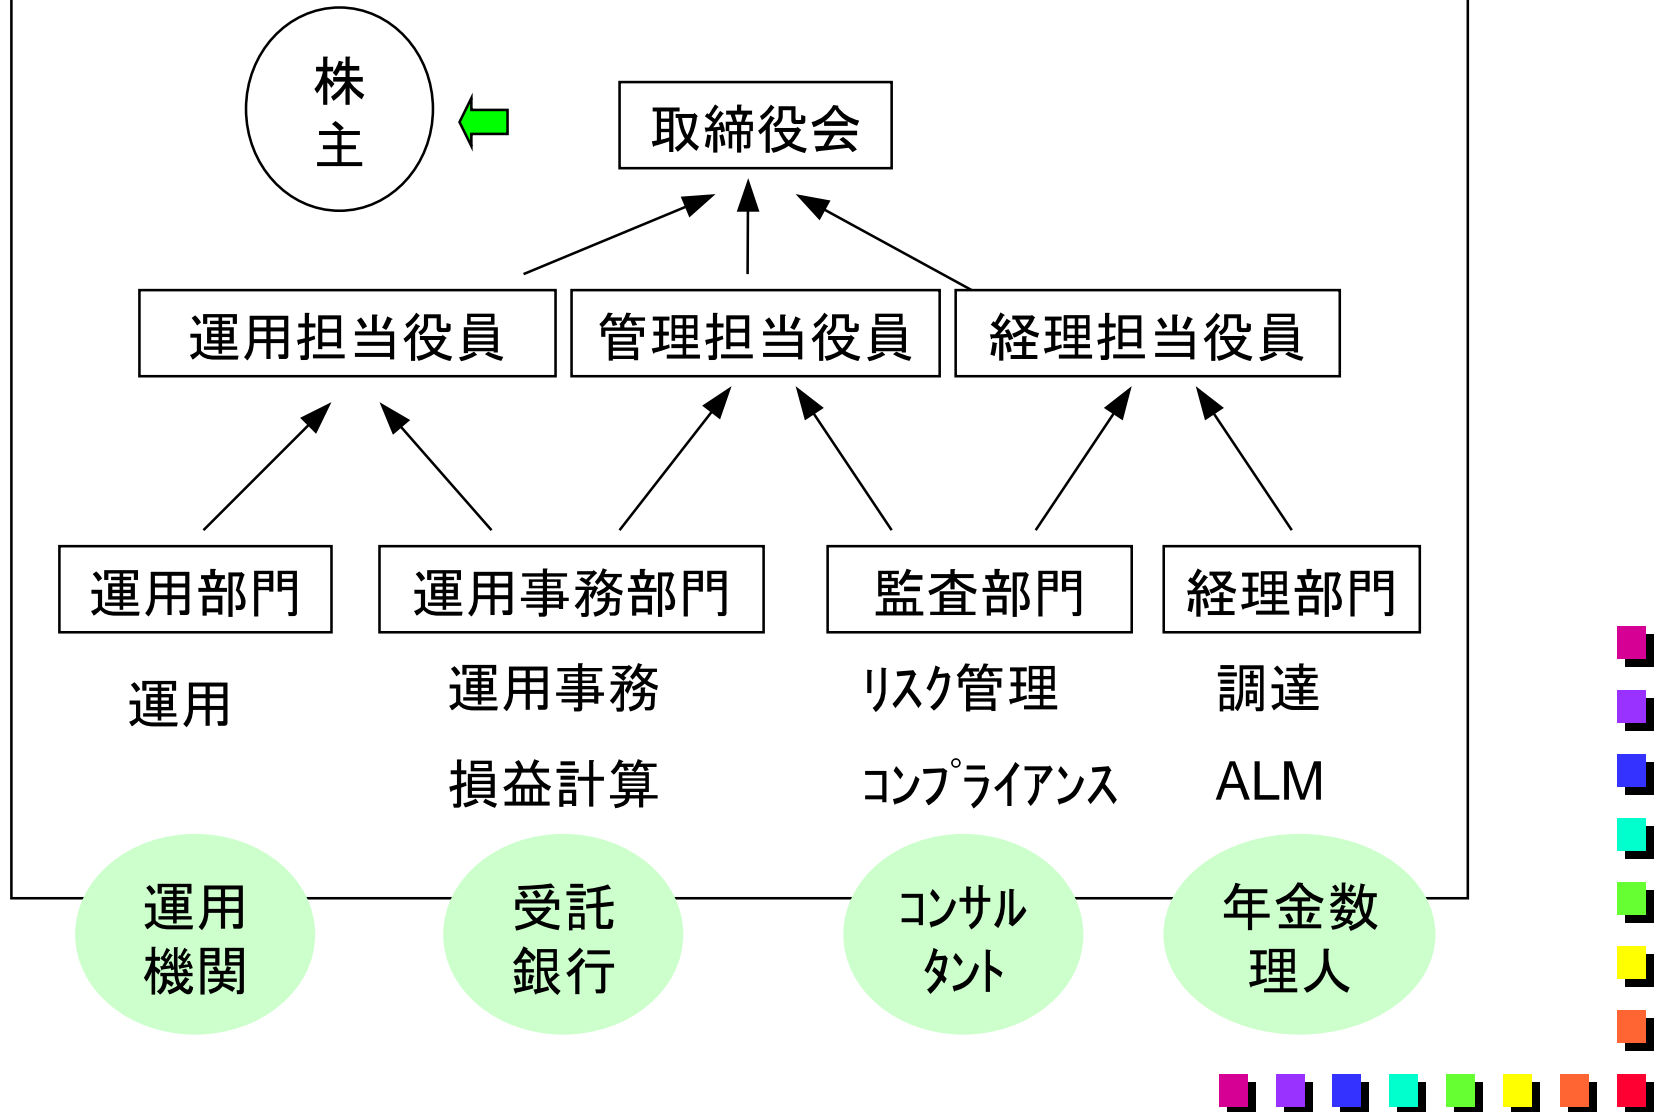 株
主
取締役会
運用担当役員
管理担当役員
経理担当役員
運用部門
運用事務部門
監査部門
経理部門
運用
運用事務
ﾘｽｸ管理
調達
損益計算
ｺﾝﾌﾟﾗｲｱﾝｽ
ALM
運用
機関
受託
銀行
ｺﾝｻﾙ
ﾀﾝﾄ
年金数
理人